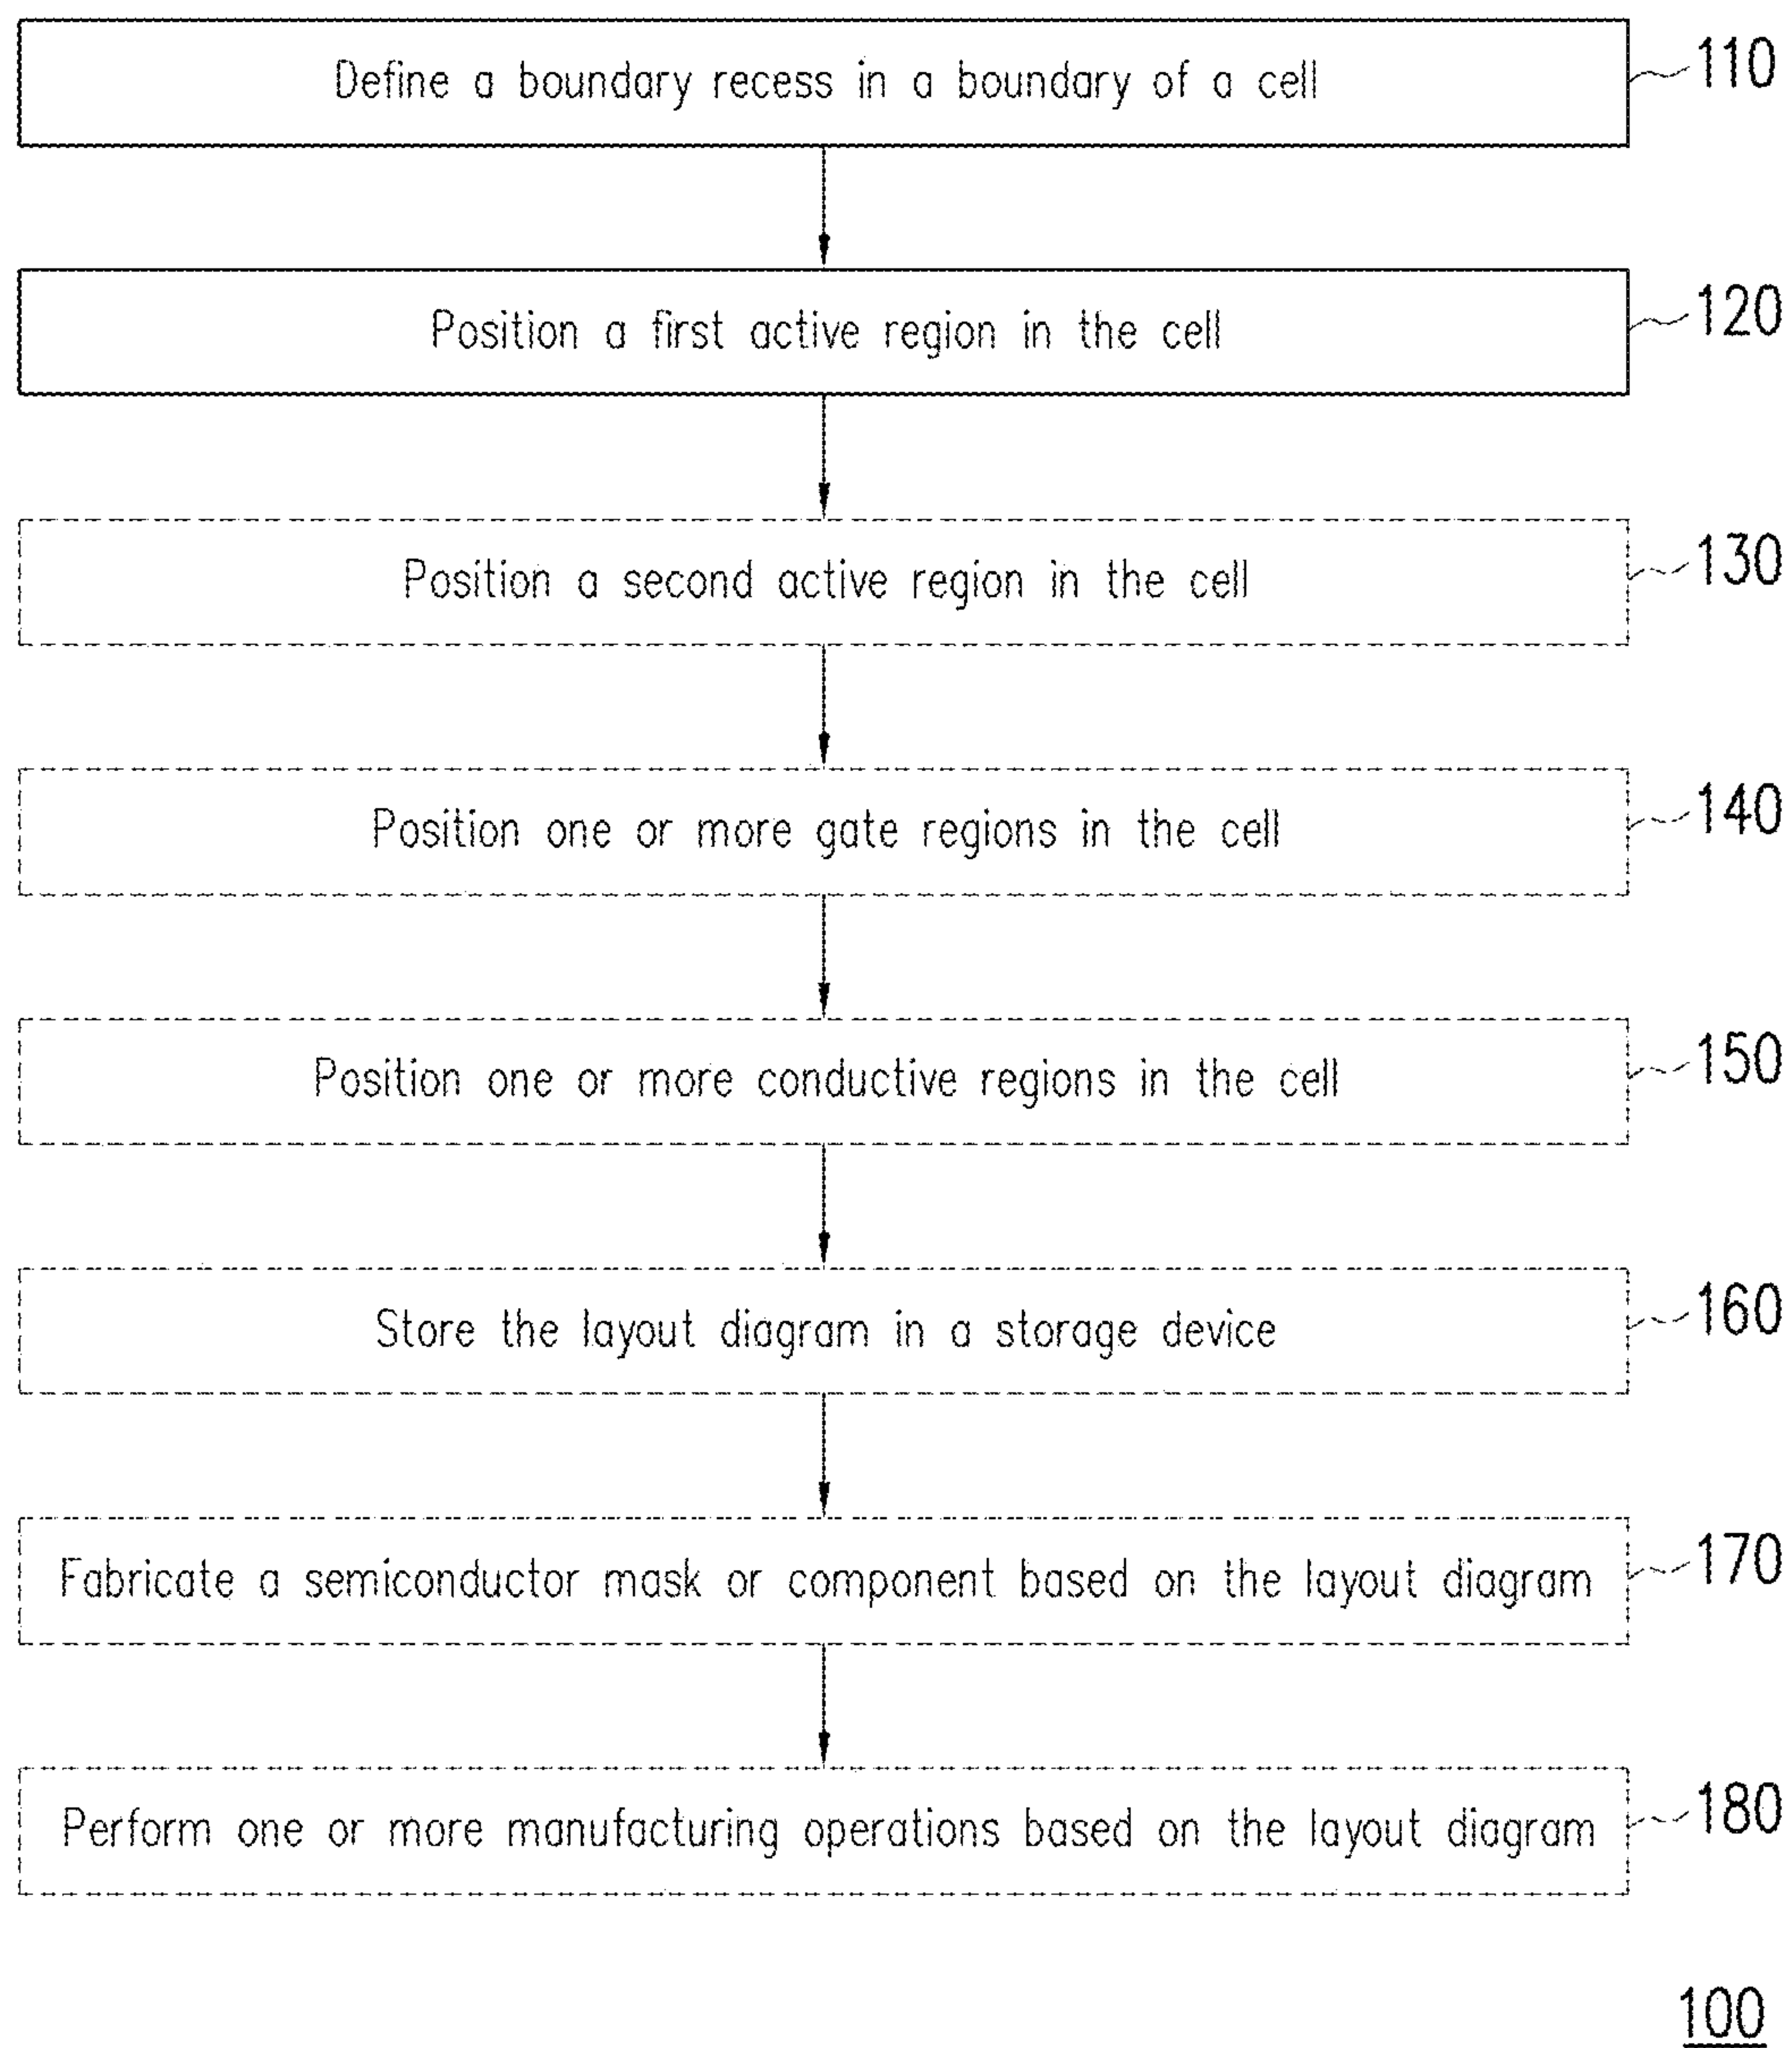 Define a boundary recess in a boundary of a cell
110
Position a first active region in the cell
120
Position a second active region in the cell
130
Position one or more gate regions in the cell
140
Position one or more conductive regions in the cell
150
Store the layout diagram in a storage device
160
Fabricate a semiconductor mask or component based on the layout diagram
170
Perform one or more manufacturing operations based on the layout diagram
180
100